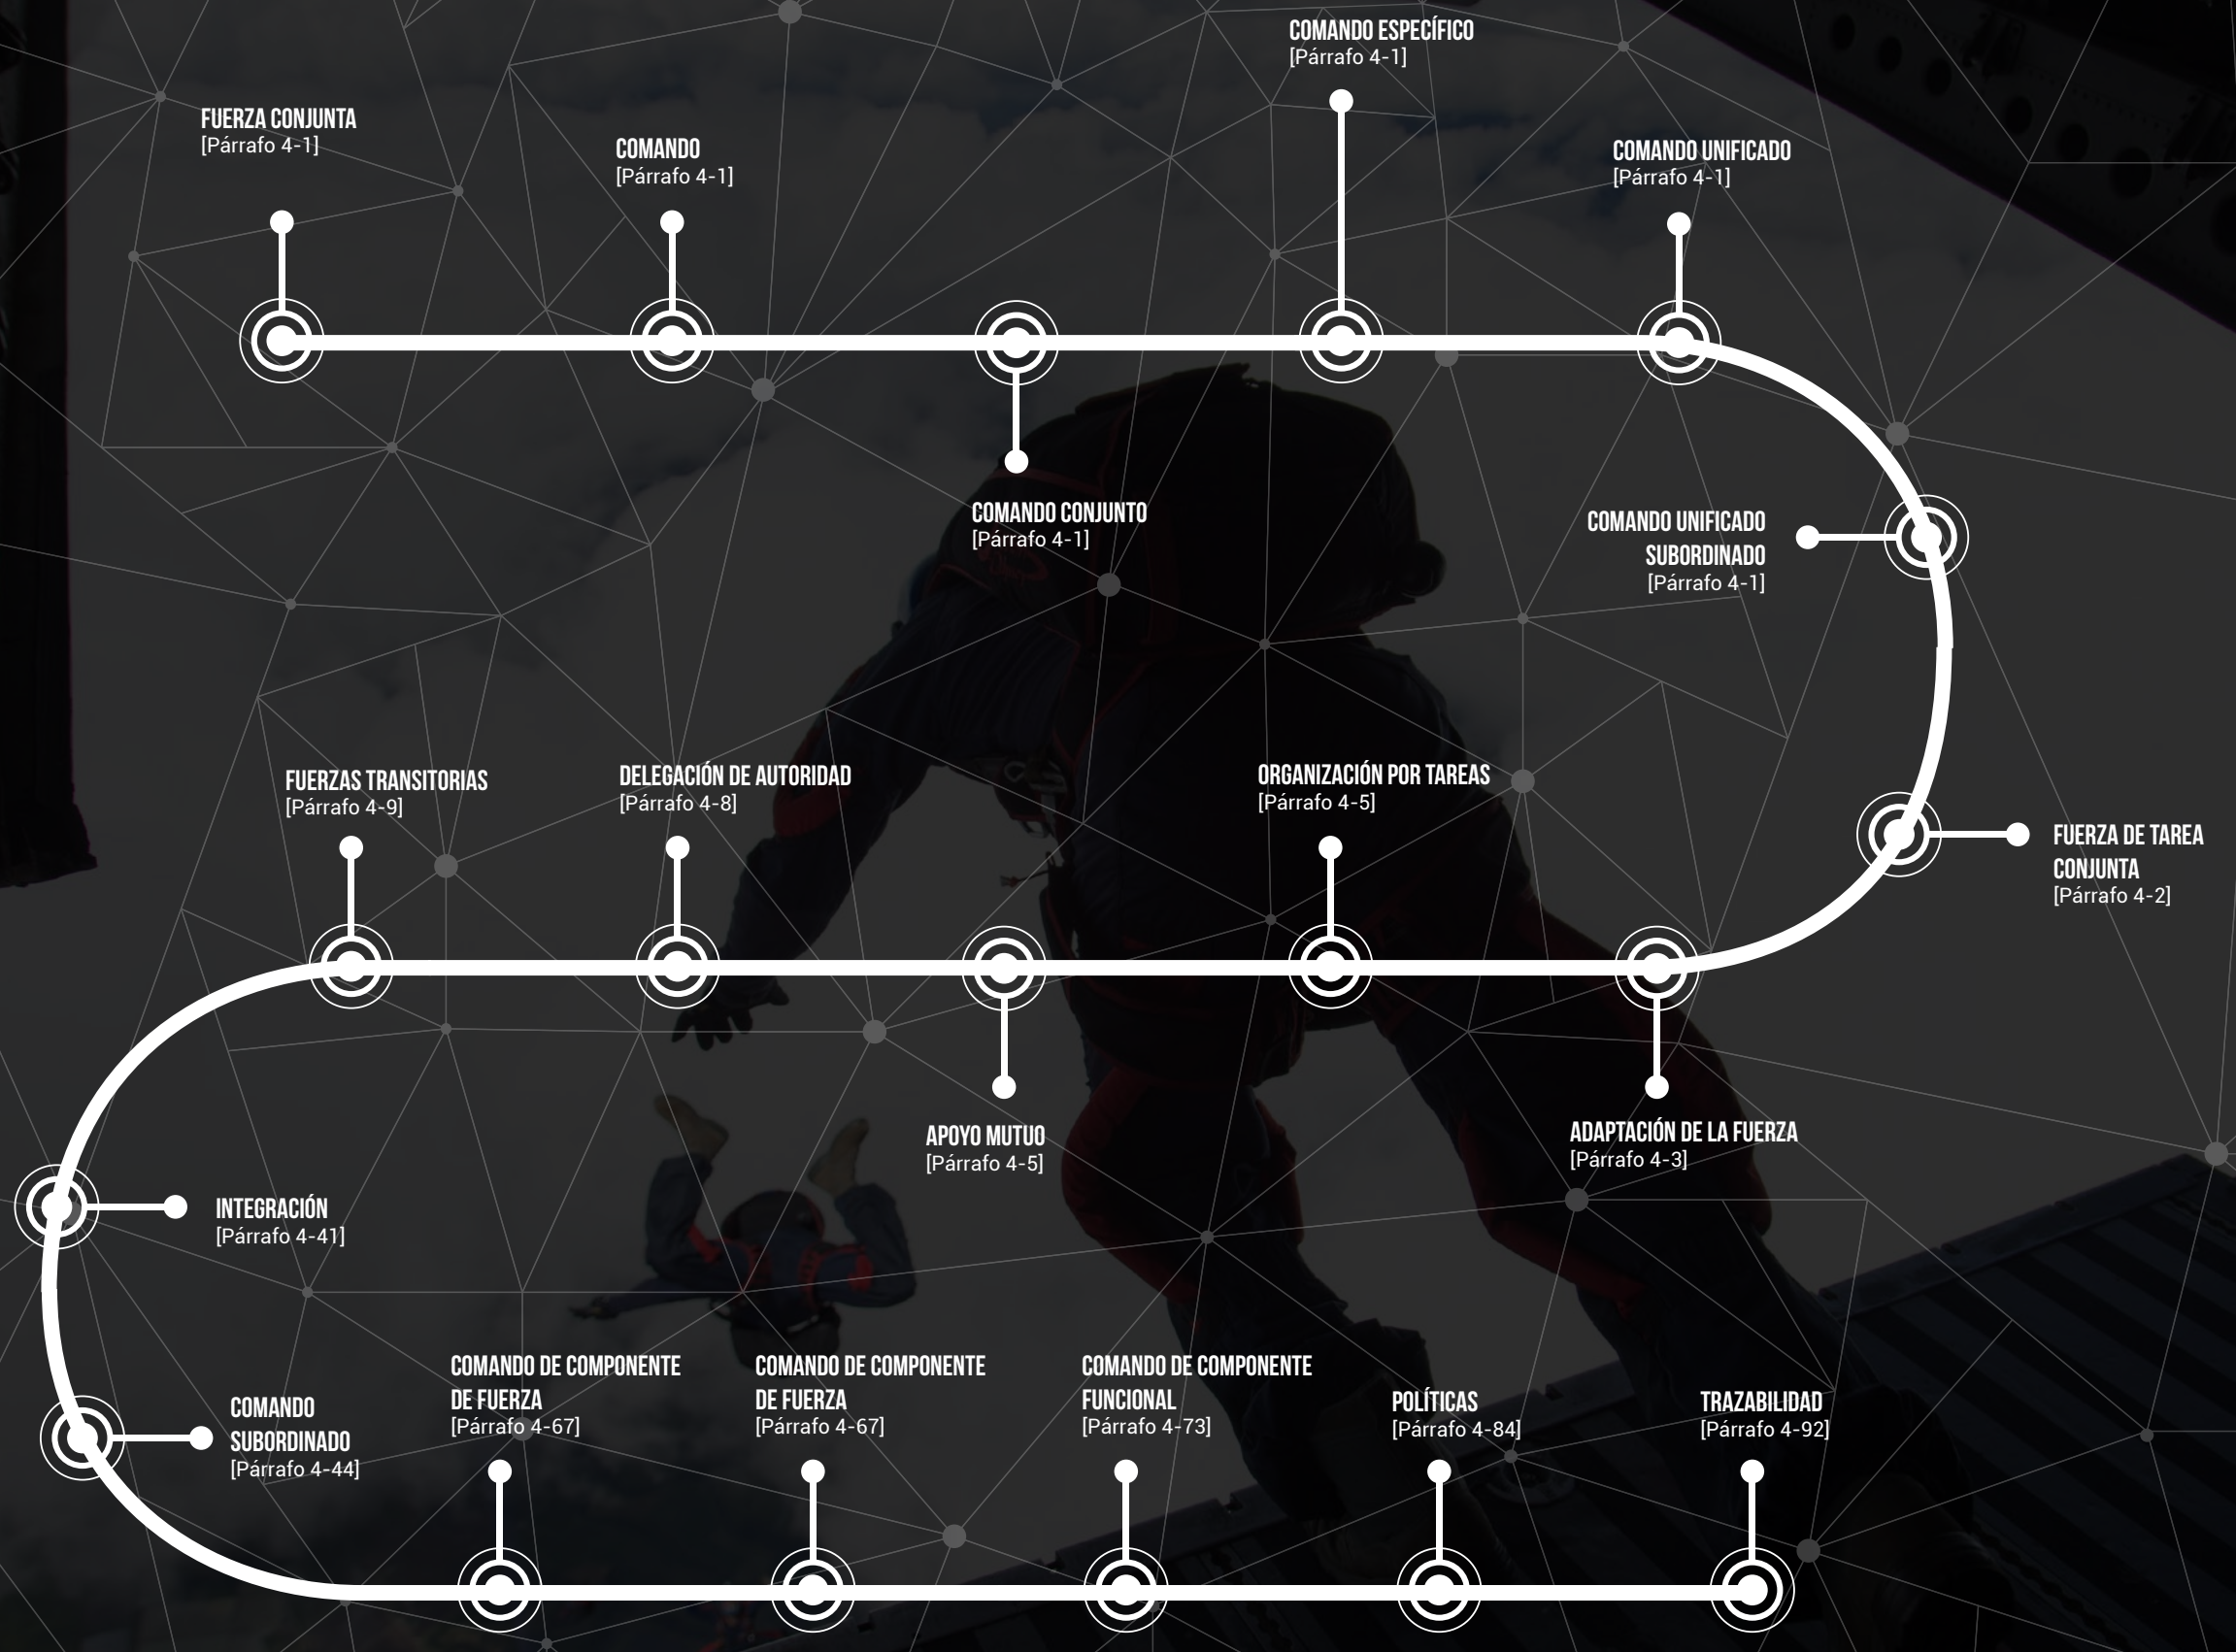 FUERZA CONJUNTA
[Párrafo 4-1]
COMANDO
[Párrafo 4-1]
COMANDO CONJUNTO
[Párrafo 4-1]
COMANDO ESPECÍFICO
[Párrafo 4-1]
COMANDO UNIFICADO
[Párrafo 4-1]
COMANDO UNIFICADO
SUBORDINADO
[Párrafo 4-1]
FUERZA DE TAREA
CONJUNTA
[Párrafo 4-2]
ADAPTACIÓN DE LA FUERZA
[Párrafo 4-3]
ORGANIZACIÓN POR TAREAS
[Párrafo 4-5]
APOYO MUTUO
[Párrafo 4-5]
DELEGACIÓN DE AUTORIDAD
[Párrafo 4-8]
FUERZAS TRANSITORIAS
[Párrafo 4-9]
INTEGRACIÓN
[Párrafo 4-41]
COMANDO
SUBORDINADO
[Párrafo 4-44]
COMANDO DE COMPONENTE
DE FUERZA
[Párrafo 4-67]
COMANDO DE COMPONENTE
DE FUERZA
[Párrafo 4-67]
COMANDO DE COMPONENTE
FUNCIONAL
[Párrafo 4-73]
POLÍTICAS
[Párrafo 4-84]
TRAZABILIDAD
[Párrafo 4-92]